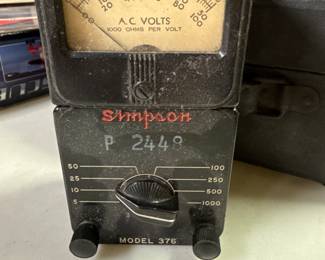 A.C. VOLTS
1000 OHMS PER VOLT
Simpson
P 2448
50 100
25 250
10 500
5 1000
MODEL 376